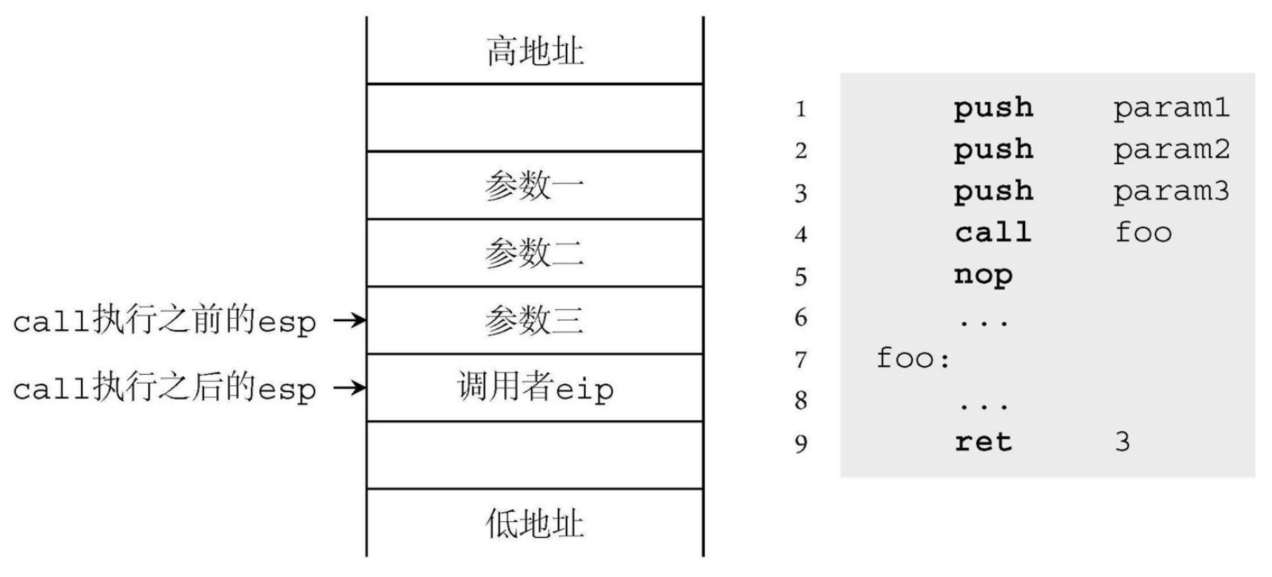 高地址
参数一
参数二
call执行之前的esp → 参数三
call执行之后的esp → 调用者eip
低地址
1 push param1
2 push param2
3 push param3
4 call foo
5 nop
6 ...
7 foo:
8 ...
9 ret 3